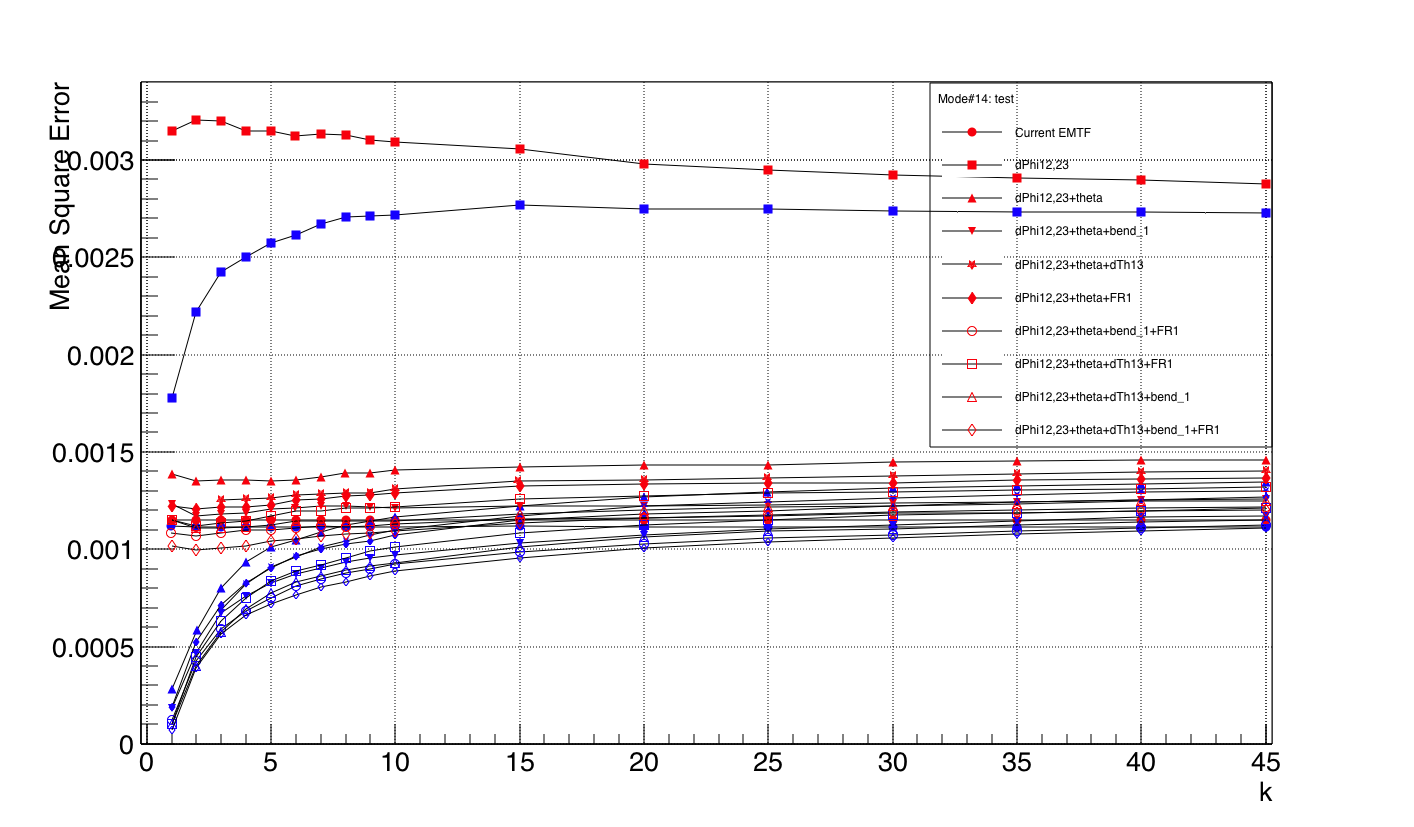 Mean Square Error
0.003
0.0025
0.002
0.0015
0.001
0.0005
0
0 5 10 15 20 25 30 35 40 45
k
Mode#14: test
Current EMTF
dPhi12,23
dPhi12,23+theta
dPhi12,23+theta+bend_1
dPhi12,23+theta+dTh13
dPhi12,23+theta+FR1
dPhi12,23+theta+bend_1+FR1
dPhi12,23+theta+dTh13+FR1
dPhi12,23+theta+dTh13+bend_1
dPhi12,23+theta+dTh13+bend_1+FR1